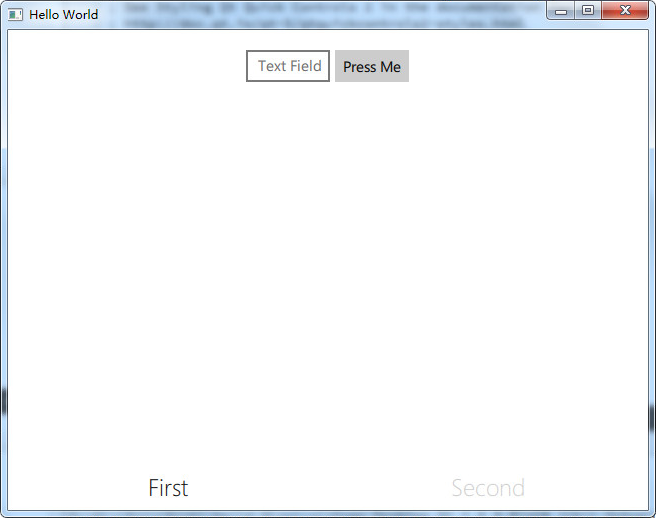 Hello World
Text Field
Press Me
First
Second